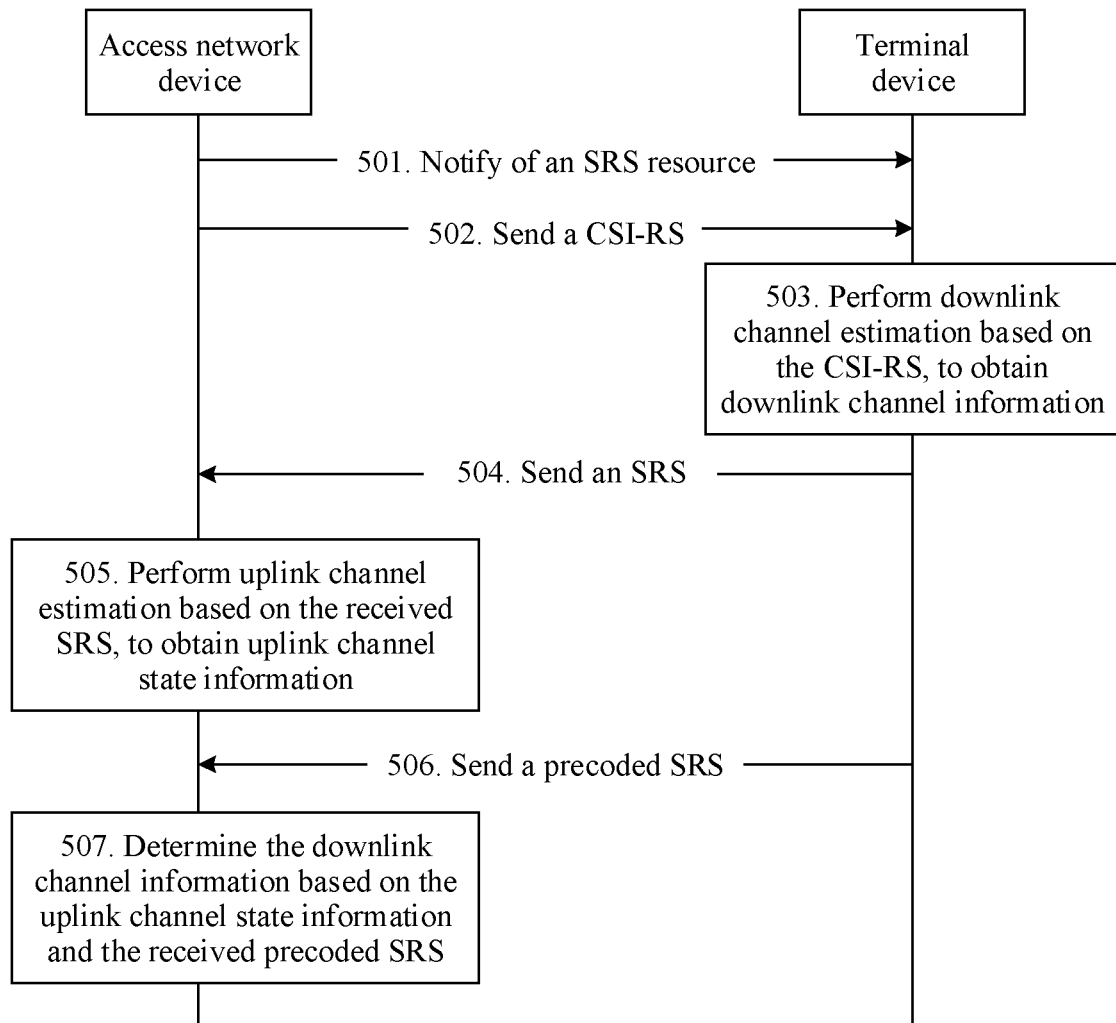 Access network
device
Terminal
device
501. Notify of an SRS resource
502. Send a CSI-RS
503. Perform downlink
channel estimation based on
the CSI-RS, to obtain
downlink channel information
504. Send an SRS
505. Perform uplink channel
estimation based on the received
SRS, to obtain uplink channel
state information
506. Send a precoded SRS
507. Determine the downlink
channel information based on the
uplink channel state information
and the received precoded SRS